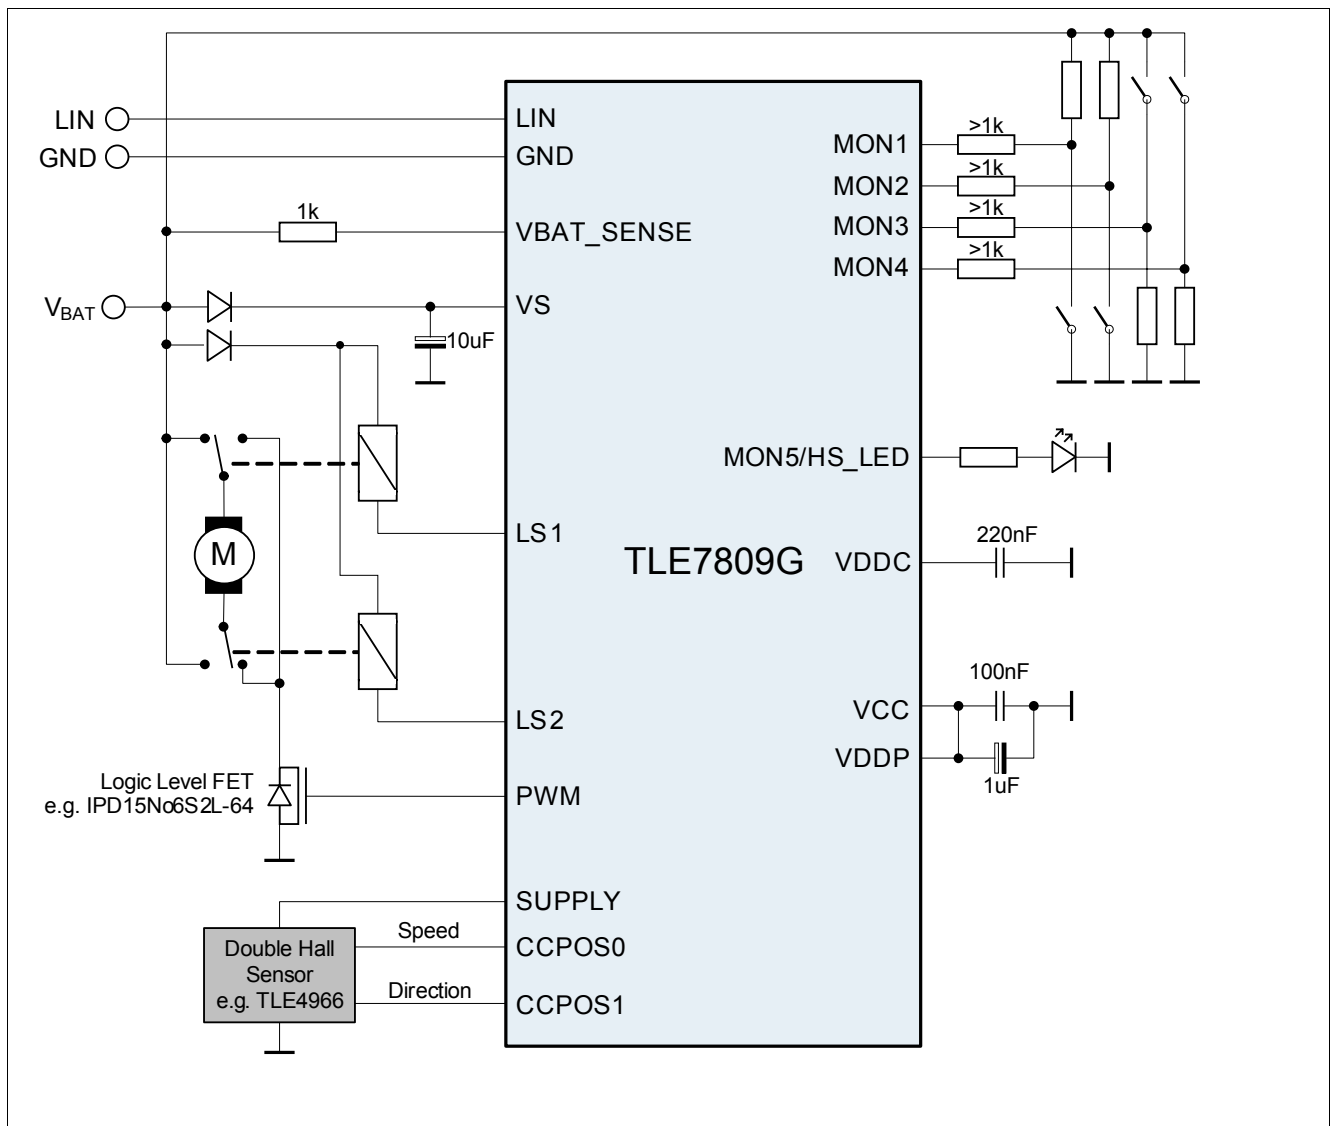 LIN
GND
1k
V_BAT
10uF
M
Logic Level FET
e.g. IPD15No6S2L-64
Double Hall
Sensor
e.g. TLE4966
Speed
Direction
LIN
GND
VBAT_SENSE
VS
LS1
LS2
PWM
SUPPLY
CCPOS0
CCPOS1
TLE7809G
MON1
MON2
MON3
MON4
MON5/HS_LED
VDDC
VCC
VDDP
>1k
>1k
>1k
>1k
220nF
100nF
1uF